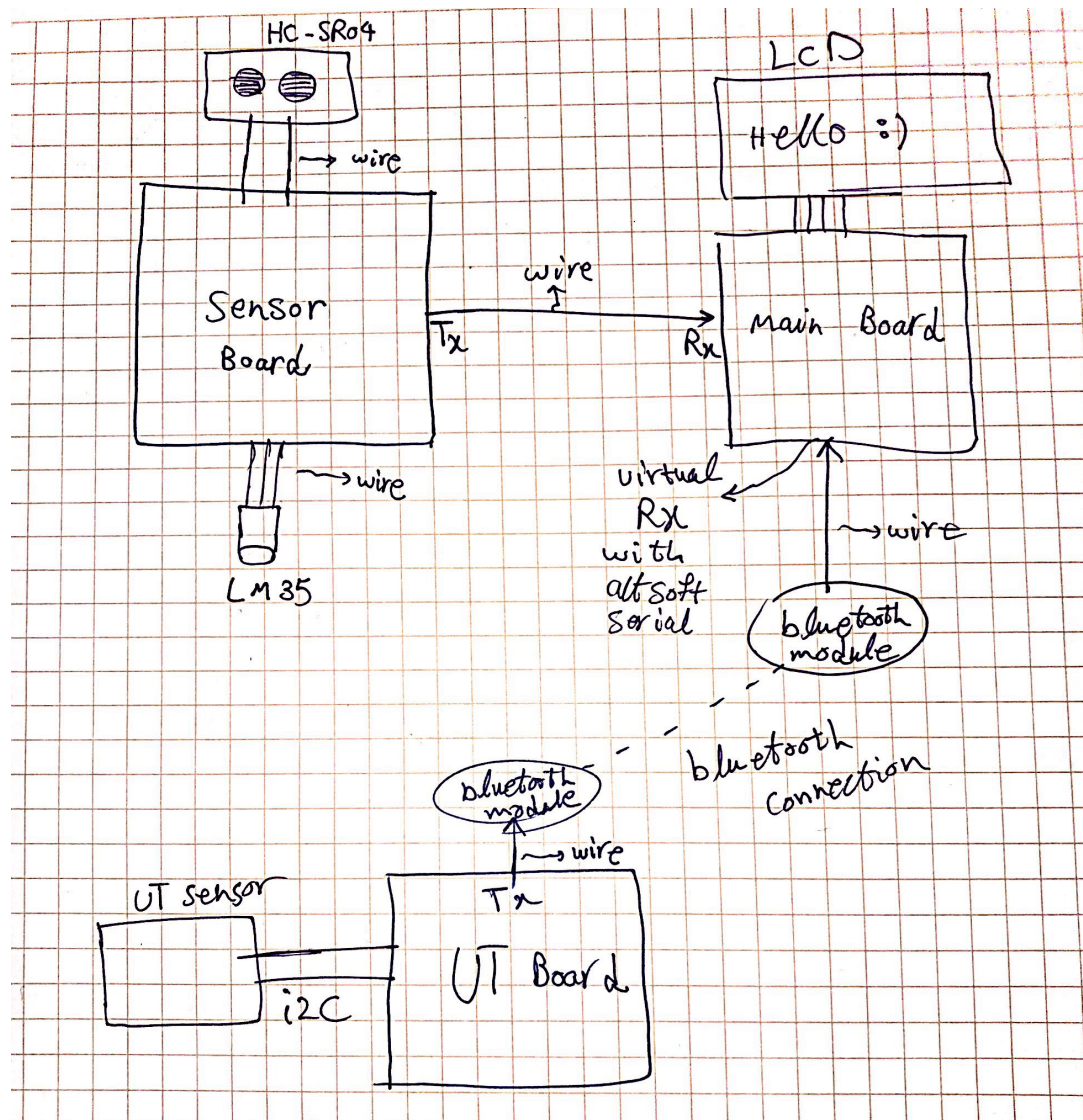 HC-SR04
wire
Sensor
Board
wire
LM35
wire
Tx
Rx
LCD
Hello :)
Main Board
virtual
Rx
with
altsoft
serial
wire
bluetooth
module
bluetooth
connection
bluetooth
module
wire
Tx
UT Board
UT sensor
i2C